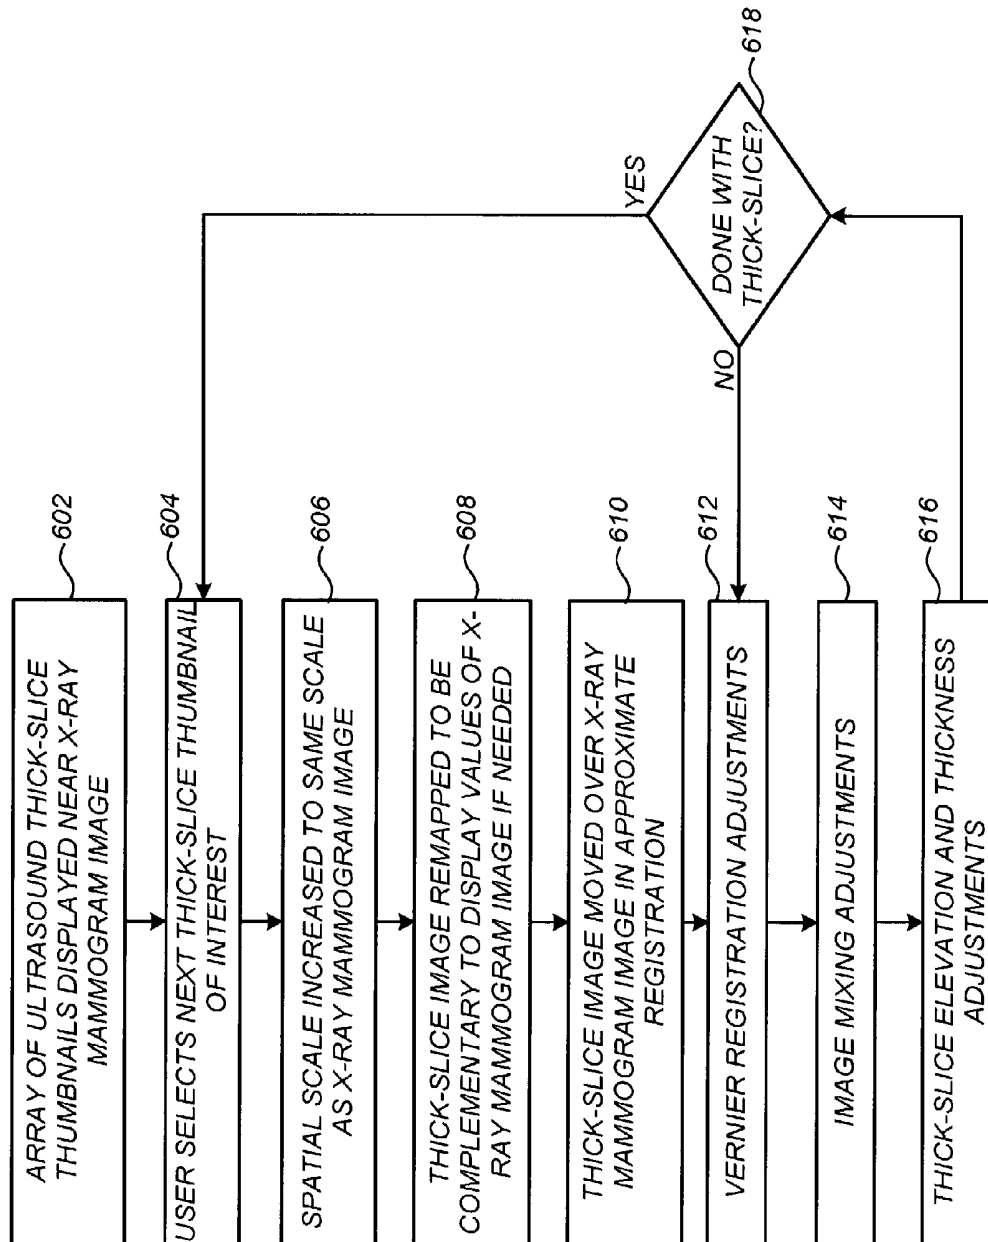 602
ARRAY OF ULTRASOUND THICK-SLICE
THUMBNAILS DISPLAYED NEAR X-RAY
MAMMOGRAM IMAGE
604
USER SELECTS NEXT THICK-SLICE THUMBNAIL
OF INTEREST
606
SPATIAL SCALE INCREASED TO SAME SCALE
AS X-RAY MAMMOGRAM IMAGE
608
THICK-SLICE IMAGE REMAPPED TO BE
COMPLEMENTARY TO DISPLAY VALUES OF X-
RAY MAMMOGRAM IMAGE IF NEEDED
610
THICK-SLICE IMAGE MOVED OVER X-RAY
MAMMOGRAM IMAGE IN APPROXIMATE
REGISTRATION
612
VERNIER REGISTRATION ADJUSTMENTS
614
IMAGE MIXING ADJUSTMENTS
616
THICK-SLICE ELEVATION AND THICKNESS
ADJUSTMENTS
618
DONE WITH
THICK-SLICE?
YES
NO